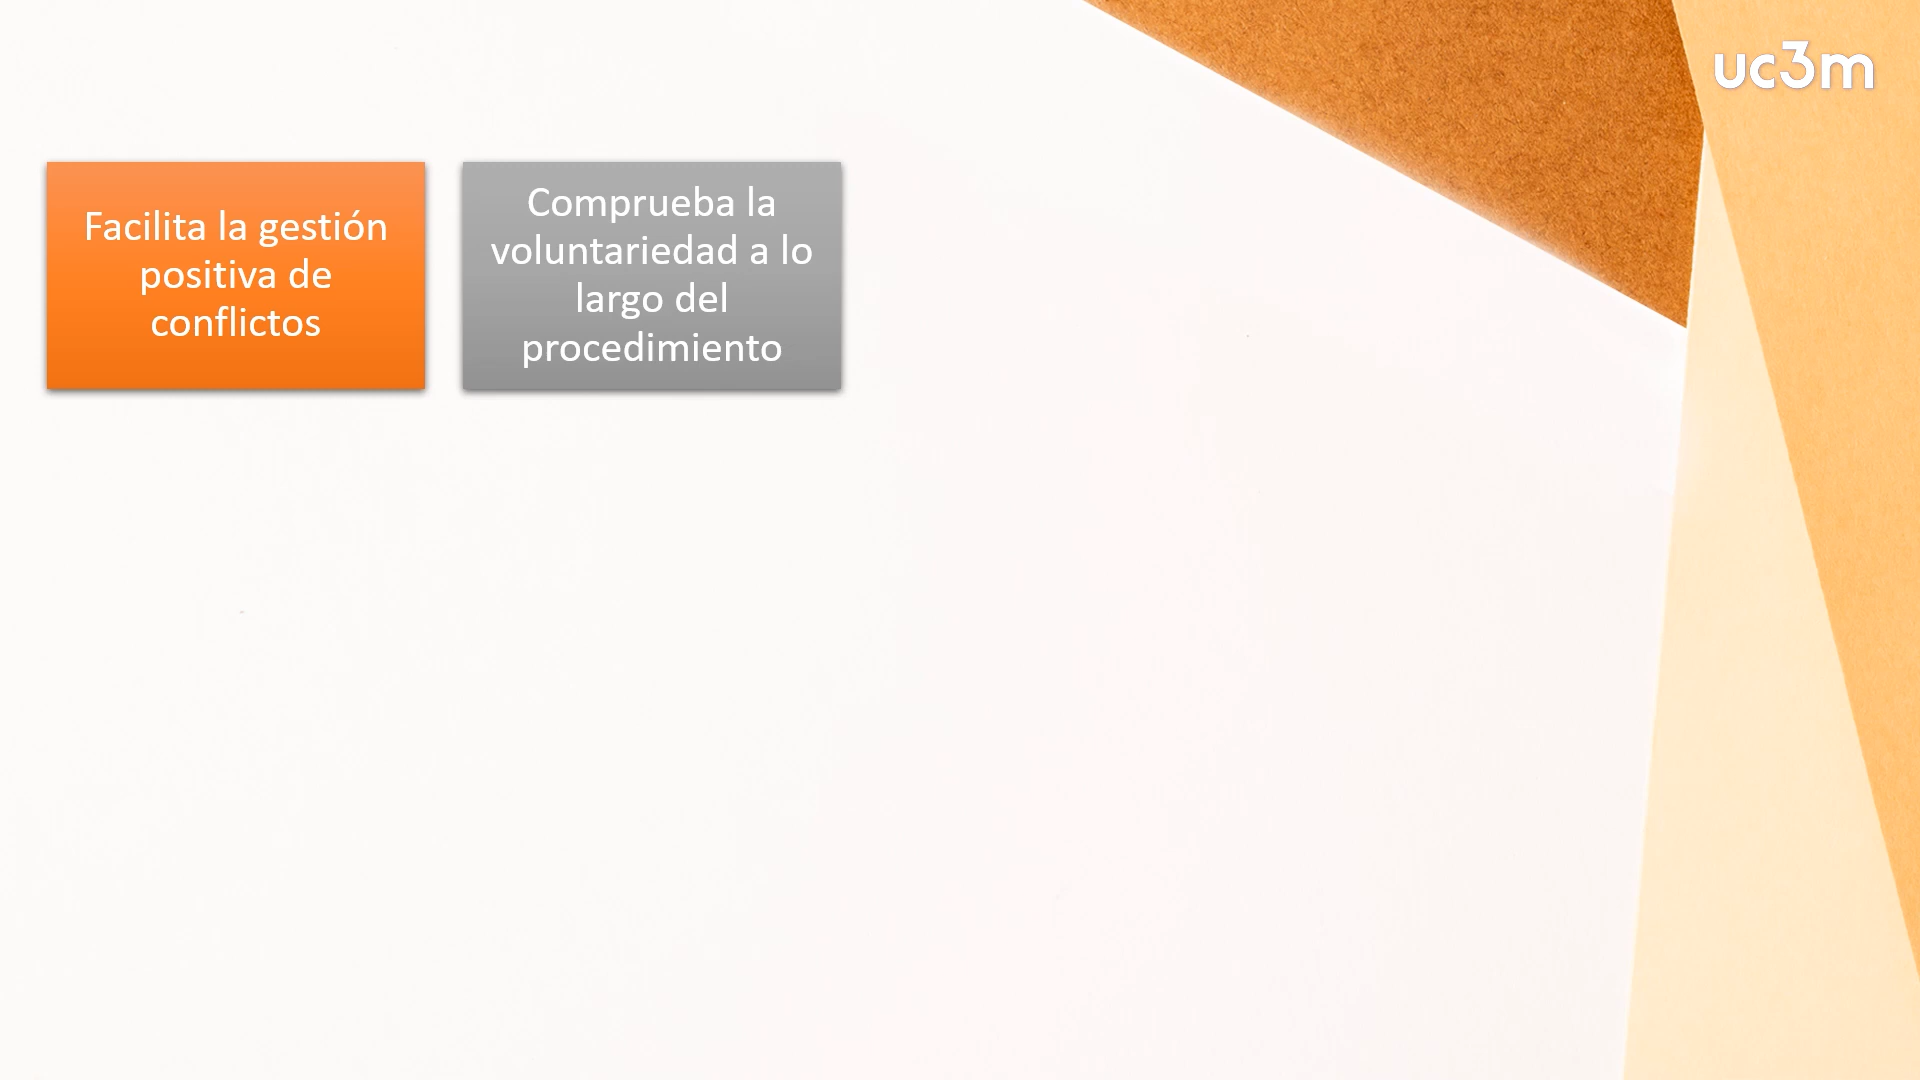 uc3m
Facilita la gestión
positiva de
conflictos
Comprueba la
voluntariedad a lo
largo del
procedimiento